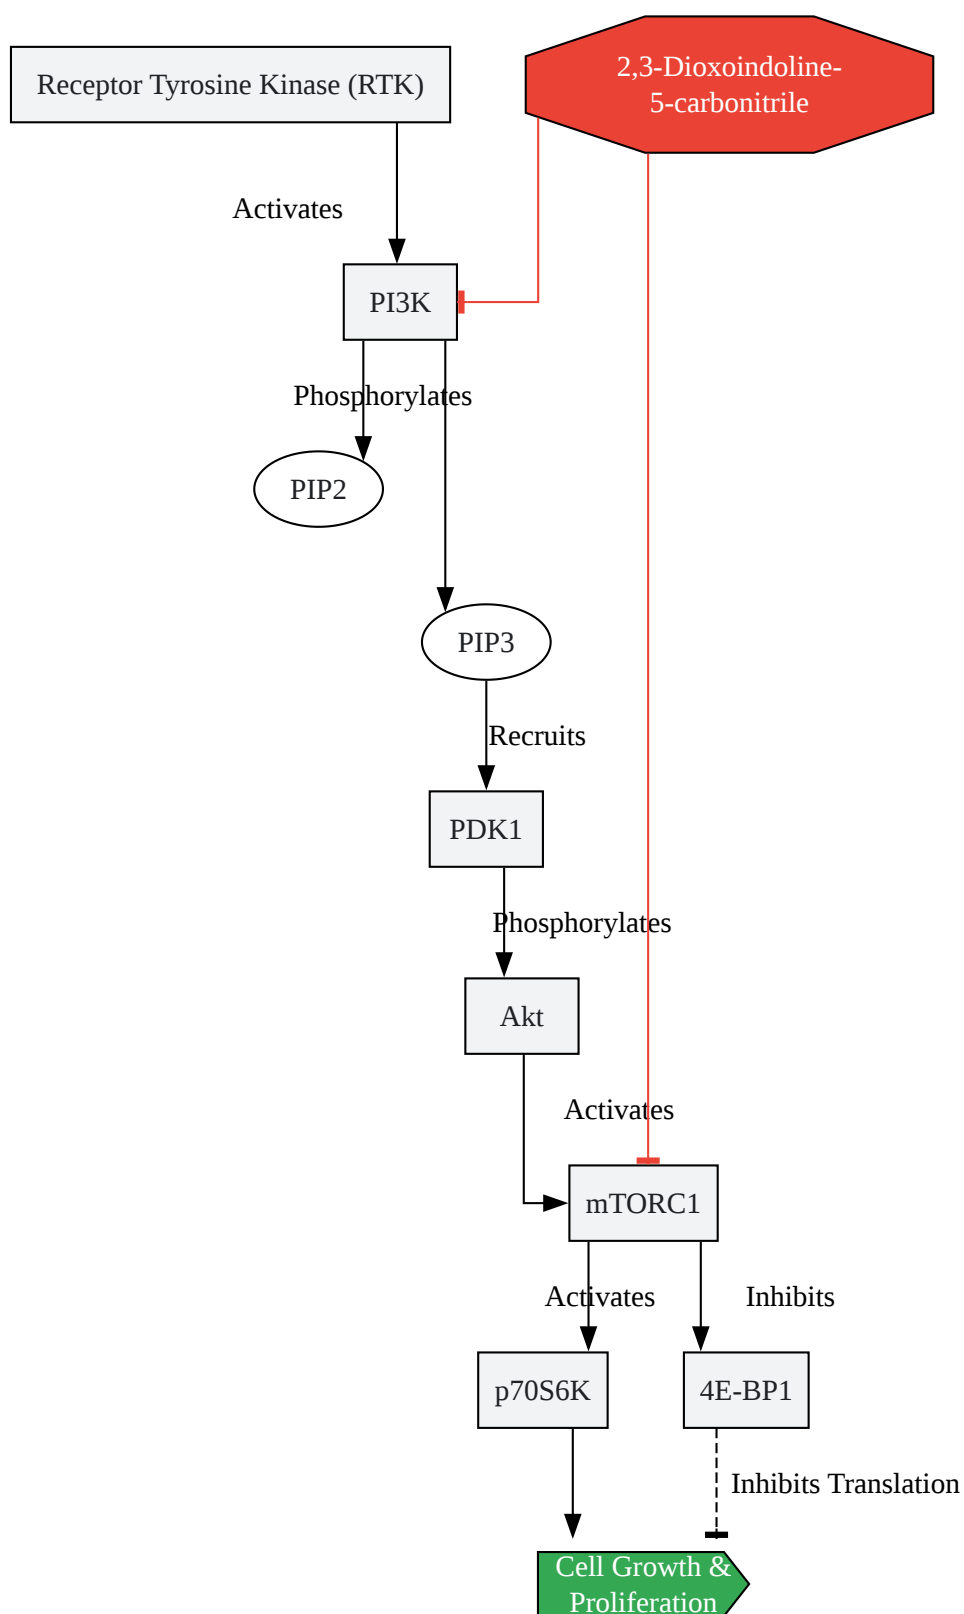 Receptor Tyrosine Kinase (RTK)
2,3-Dioxoindoline-
5-carbonitrile
Activates
PI3K
Phosphorylates
PIP2
PIP3
Recruits
PDK1
Phosphorylates
Akt
Activates
mTORC1
Activates
Inhibits
p70S6K
4E-BP1
Inhibits Translation
Cell Growth &
Proliferation